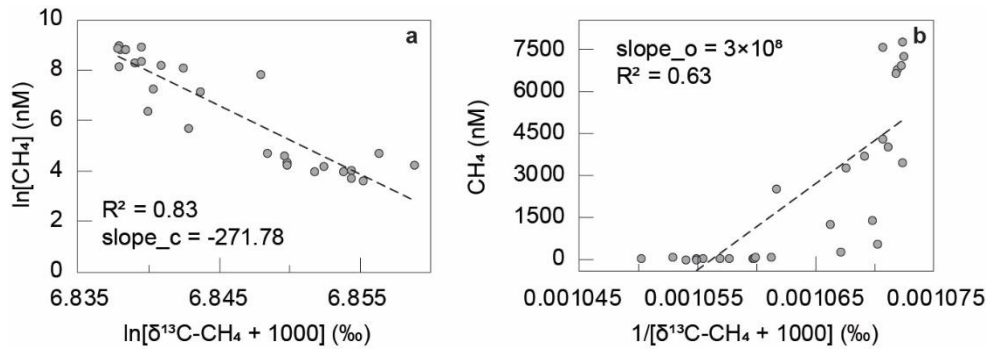 a
ln[CH₄] (nM)
10
8
6
4
2
0
R² = 0.83
slope_c = -271.78
6.835
6.845
6.855
ln[δ¹³C-CH₄ + 1000] (‰)
b
slope_o = 3×10⁸
R² = 0.63
CH₄ (nM)
7500
6000
4500
3000
1500
0
0.001045
0.001055
0.001065
0.001075
1/[δ¹³C-CH₄ + 1000] (‰)